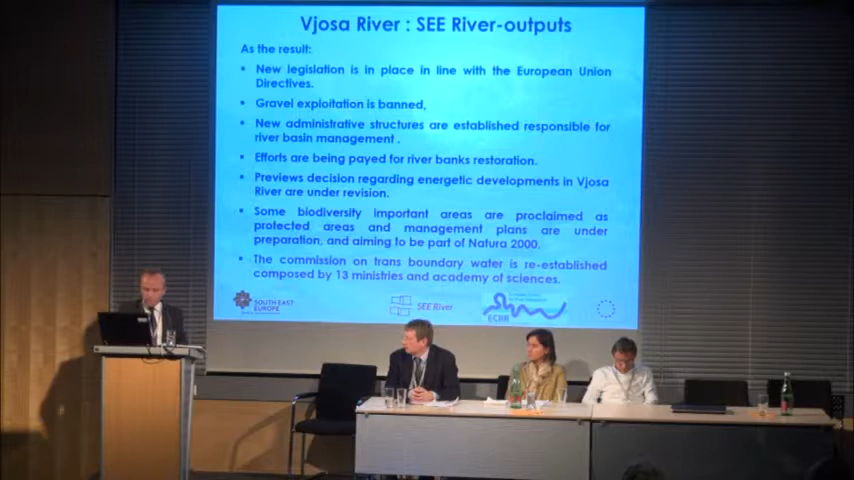 Vjosa River : SEE River-outputs
As the result:
▪ New legislation is in place in line with the European Union
Directives.
▪ Gravel exploitation is banned,
▪ New administrative structures are established responsible for
river basin management .
▪ Efforts are being payed for river banks restoration.
▪ Previews decision regarding energetic developments in Vjosa
River are under revision.
▪ Some biodiversity important areas are proclaimed as
protected areas and management plans are under
preparation, and aiming to be part of Natura 2000.
▪ The commission on trans boundary water is re-established
composed by 13 ministries and academy of sciences.
SOUTH EAST
EUROPE
SEE River
ECRR